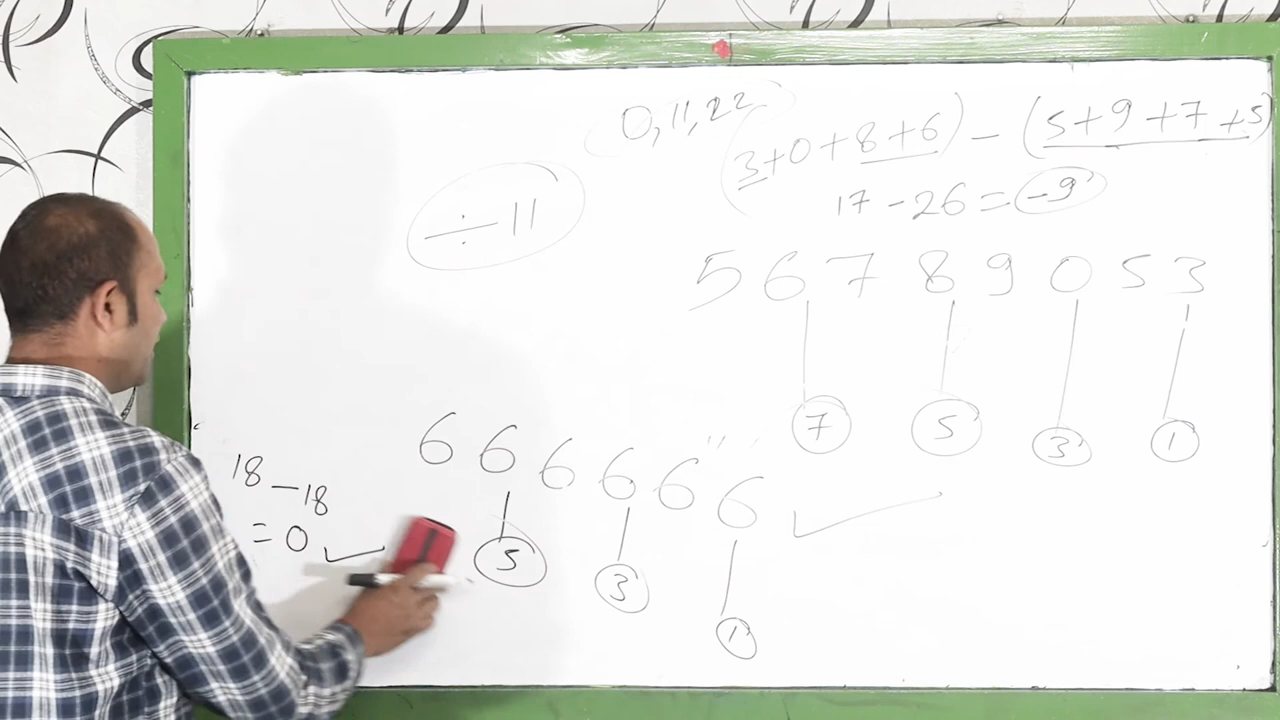 0, 11, 22
(3+0+8+6) - (5+9+7+5)
17 - 26 = -9
÷ 11
5 6 7 8 9 0 5 3
7 5 3 1
6 6 6 6 6 6
18 - 18
= 0
5 3 1